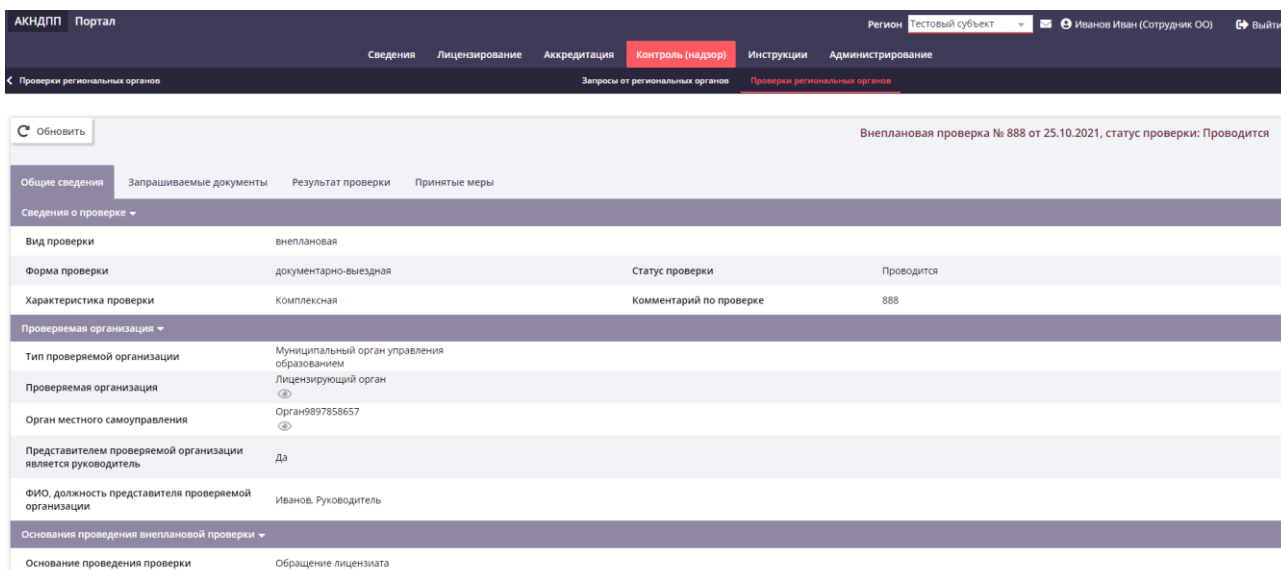 АКНДПП Портал Регион Тестовый субъект Иванов Иван (Сотрудник ОО) Выйти
Сведения Лицензирование Аккредитация Контроль (надзор) Инструкции Администрирование
Проверки региональных органов Запросы от региональных органов Проверки региональных органов
Обновить Внеплановая проверка № 888 от 25.10.2021, статус проверки: Проводится
Общие сведения Запрашиваемые документы Результат проверки Принятые меры
Сведения о проверке
Вид проверки внеплановая
Форма проверки документарно-выездная Статус проверки Проводится
Характеристика проверки Комплексная Комментарий по проверке 888
Проверяемая организация
Тип проверяемой организации Муниципальный орган управления
образованием
Проверяемая организация Лицензирующий орган
Орган местного самоуправления Орган9897858657
Представителем проверяемой организации
является руководитель Да
ФИО, должность представителя проверяемой
организации Иванов, Руководитель
Основания проведения внеплановой проверки
Основание проведения проверки Обращение лицензиата